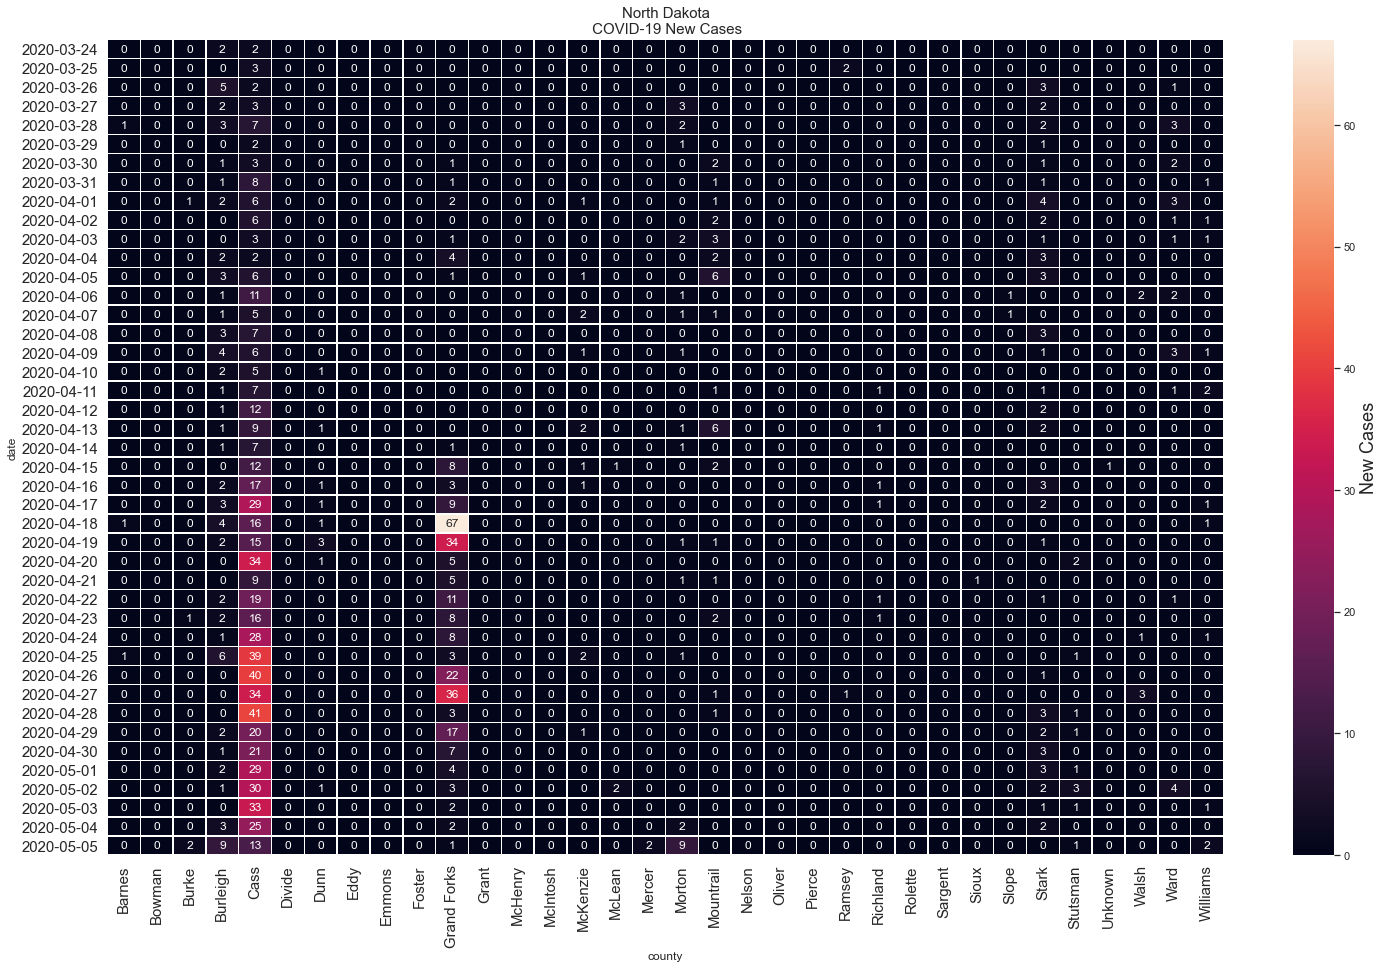 North Dakota
COVID-19 New Cases
2020-03-24 0 0 0 2 2 0 0 0 0 0 0 0 0 0 0 0 0 0 0 0 0 0 0 0 0 0 0 0 0 0 0 0 0 0
2020-03-25 0 0 0 0 3 0 0 0 0 0 0 0 0 0 0 0 0 0 0 0 0 0 2 0 0 0 0 0 0 0 0 0 0 0
2020-03-26 0 0 0 5 2 0 0 0 0 0 0 0 0 0 0 0 0 0 0 0 0 0 0 0 0 0 0 0 3 0 0 0 1 0
2020-03-27 0 0 0 2 3 0 0 0 0 0 0 0 0 0 0 0 0 3 0 0 0 0 0 0 0 0 0 0 2 0 0 0 0 0
2020-03-28 1 0 0 3 7 0 0 0 0 0 0 0 0 0 0 0 0 2 0 0 0 0 0 0 0 0 0 0 2 0 0 0 3 0
2020-03-29 0 0 0 0 2 0 0 0 0 0 0 0 0 0 0 0 0 1 0 0 0 0 0 0 0 0 0 0 1 0 0 0 0 0
2020-03-30 0 0 0 1 3 0 0 0 0 0 1 0 0 0 0 0 0 0 2 0 0 0 0 0 0 0 0 0 1 0 0 0 2 0
2020-03-31 0 0 0 1 8 0 0 0 0 0 1 0 0 0 0 0 0 0 1 0 0 0 0 0 0 0 0 0 1 0 0 0 0 1
2020-04-01 0 0 1 2 6 0 0 0 0 0 2 0 0 0 1 0 0 0 1 0 0 0 0 0 0 0 0 0 4 0 0 0 3 0
2020-04-02 0 0 0 0 6 0 0 0 0 0 0 0 0 0 0 0 0 0 2 0 0 0 0 0 0 0 0 0 2 0 0 0 1 1
2020-04-03 0 0 0 0 3 0 0 0 0 0 1 0 0 0 0 0 0 2 3 0 0 0 0 0 0 0 0 0 1 0 0 0 1 1
2020-04-04 0 0 0 2 2 0 0 0 0 0 4 0 0 0 0 0 0 0 2 0 0 0 0 0 0 0 0 0 3 0 0 0 0 0
2020-04-05 0 0 0 3 6 0 0 0 0 0 1 0 0 0 1 0 0 0 6 0 0 0 0 0 0 0 0 0 3 0 0 0 0 0
2020-04-06 0 0 0 1 11 0 0 0 0 0 0 0 0 0 0 0 0 1 0 0 0 0 0 0 0 0 0 1 0 0 0 2 2 0
2020-04-07 0 0 0 1 5 0 0 0 0 0 0 0 0 0 2 0 0 1 1 0 0 0 0 0 0 0 0 1 0 0 0 0 0 0
2020-04-08 0 0 0 3 7 0 0 0 0 0 0 0 0 0 0 0 0 0 0 0 0 0 0 0 0 0 0 0 3 0 0 0 0 0
2020-04-09 0 0 0 4 6 0 0 0 0 0 0 0 0 0 1 0 0 1 0 0 0 0 0 0 0 0 0 0 1 0 0 0 3 1
2020-04-10 0 0 0 2 5 0 1 0 0 0 0 0 0 0 0 0 0 0 0 0 0 0 0 0 0 0 0 0 0 0 0 0 0 0
2020-04-11 0 0 0 1 7 0 0 0 0 0 0 0 0 0 0 0 0 0 1 0 0 0 0 1 0 0 0 0 1 0 0 0 1 2
2020-04-12 0 0 0 1 12 0 0 0 0 0 0 0 0 0 0 0 0 0 0 0 0 0 0 0 0 0 0 0 2 0 0 0 0 0
2020-04-13 0 0 0 1 9 0 1 0 0 0 0 0 0 0 2 0 0 1 6 0 0 0 0 1 0 0 0 0 2 0 0 0 0 0
2020-04-14 0 0 0 1 7 0 0 0 0 0 1 0 0 0 0 0 0 1 0 0 0 0 0 0 0 0 0 0 0 0 0 0 0 0
2020-04-15 0 0 0 0 12 0 0 0 0 0 8 0 0 0 1 1 0 0 2 0 0 0 0 0 0 0 0 0 0 0 1 0 0 0
2020-04-16 0 0 0 2 17 0 1 0 0 0 3 0 0 0 1 0 0 0 0 0 0 0 0 1 0 0 0 0 3 0 0 0 0 0
2020-04-17 0 0 0 3 29 0 1 0 0 0 9 0 0 0 0 0 0 0 0 0 0 0 0 1 0 0 0 0 2 0 0 0 0 1
2020-04-18 1 0 0 4 16 0 1 0 0 0 67 0 0 0 0 0 0 0 0 0 0 0 0 0 0 0 0 0 0 0 0 0 0 1
2020-04-19 0 0 0 2 15 0 3 0 0 0 34 0 0 0 0 0 0 1 1 0 0 0 0 0 0 0 0 0 1 0 0 0 0 0
2020-04-20 0 0 0 0 34 0 1 0 0 0 5 0 0 0 0 0 0 0 0 0 0 0 0 0 0 0 0 0 0 2 0 0 0 0
2020-04-21 0 0 0 0 9 0 0 0 0 0 5 0 0 0 0 0 0 1 1 0 0 0 0 0 0 0 1 0 0 0 0 0 0 0
2020-04-22 0 0 0 2 19 0 0 0 0 0 11 0 0 0 0 0 0 0 0 0 0 0 0 1 0 0 0 0 1 0 0 0 1 0
2020-04-23 0 0 1 2 16 0 0 0 0 0 8 0 0 0 0 0 0 0 2 0 0 0 0 1 0 0 0 0 0 0 0 0 0 0
2020-04-24 0 0 0 1 28 0 0 0 0 0 8 0 0 0 0 0 0 0 0 0 0 0 0 0 0 0 0 0 0 0 0 1 0 1
2020-04-25 1 0 0 6 39 0 0 0 0 0 3 0 0 0 2 0 0 1 0 0 0 0 0 0 0 0 0 0 0 1 0 0 0 0
2020-04-26 0 0 0 0 40 0 0 0 0 0 22 0 0 0 0 0 0 0 0 0 0 0 0 0 0 0 0 0 1 0 0 0 0 0
2020-04-27 0 0 0 0 34 0 0 0 0 0 36 0 0 0 0 0 0 0 1 0 0 0 1 0 0 0 0 0 0 0 0 3 0 0
2020-04-28 0 0 0 0 41 0 0 0 0 0 3 0 0 0 0 0 0 0 1 0 0 0 0 0 0 0 0 0 3 1 0 0 0 0
2020-04-29 0 0 0 2 20 0 0 0 0 0 17 0 0 0 1 0 0 0 0 0 0 0 0 0 0 0 0 0 2 1 0 0 0 0
2020-04-30 0 0 0 1 21 0 0 0 0 0 7 0 0 0 0 0 0 0 0 0 0 0 0 0 0 0 0 0 3 0 0 0 0 0
2020-05-01 0 0 0 2 29 0 0 0 0 0 4 0 0 0 0 0 0 0 0 0 0 0 0 0 0 0 0 0 3 1 0 0 0 0
2020-05-02 0 0 0 1 30 0 1 0 0 0 3 0 0 0 0 2 0 0 0 0 0 0 0 0 0 0 0 0 2 3 0 0 4 0
2020-05-03 0 0 0 0 33 0 0 0 0 0 2 0 0 0 0 0 0 0 0 0 0 0 0 0 0 0 0 0 1 1 0 0 0 1
2020-05-04 0 0 0 3 25 0 0 0 0 0 2 0 0 0 0 0 0 2 0 0 0 0 0 0 0 0 0 0 2 0 0 0 0 0
2020-05-05 0 0 2 9 13 0 0 0 0 0 1 0 0 0 0 0 2 9 0 0 0 0 0 0 0 0 0 0 0 1 0 0 0 2
date
Barnes Bowman Burke Burleigh Cass Divide Dunn Eddy Emmons Foster Grand Forks Grant McHenry McIntosh McKenzie McLean Mercer Morton Mountrail Nelson Oliver Pierce Ramsey Richland Rolette Sargent Sioux Slope Stark Stutsman Unknown Walsh Ward Williams
county
60
50
40
30
20
10
0
New Cases